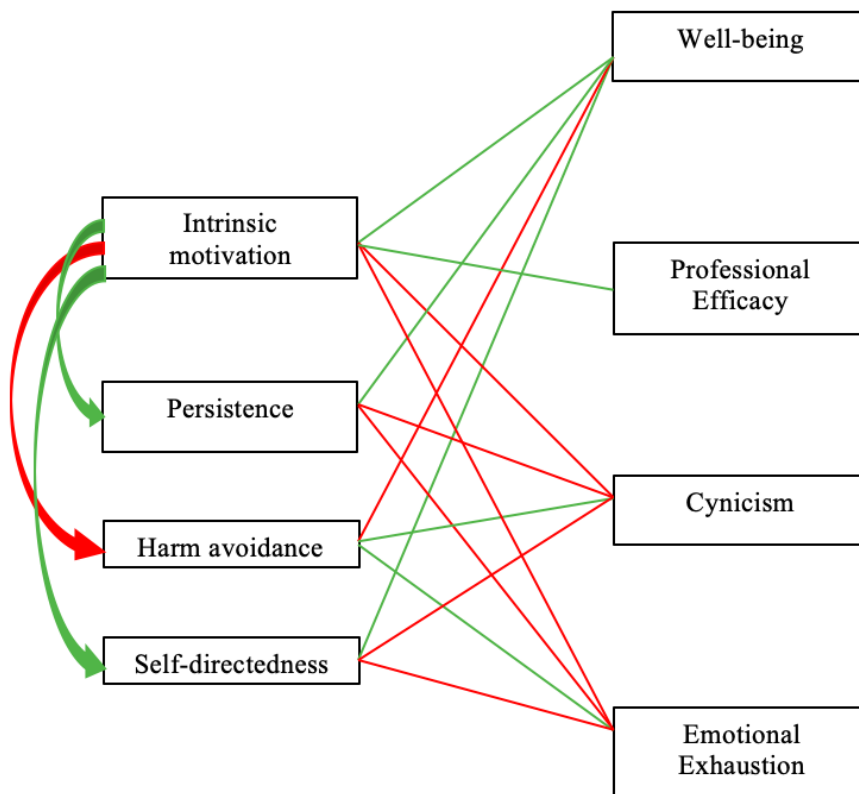 Well-being
Intrinsic
motivation
Professional
Efficacy
Persistence
Cynicism
Harm avoidance
Self-directedness
Emotional
Exhaustion